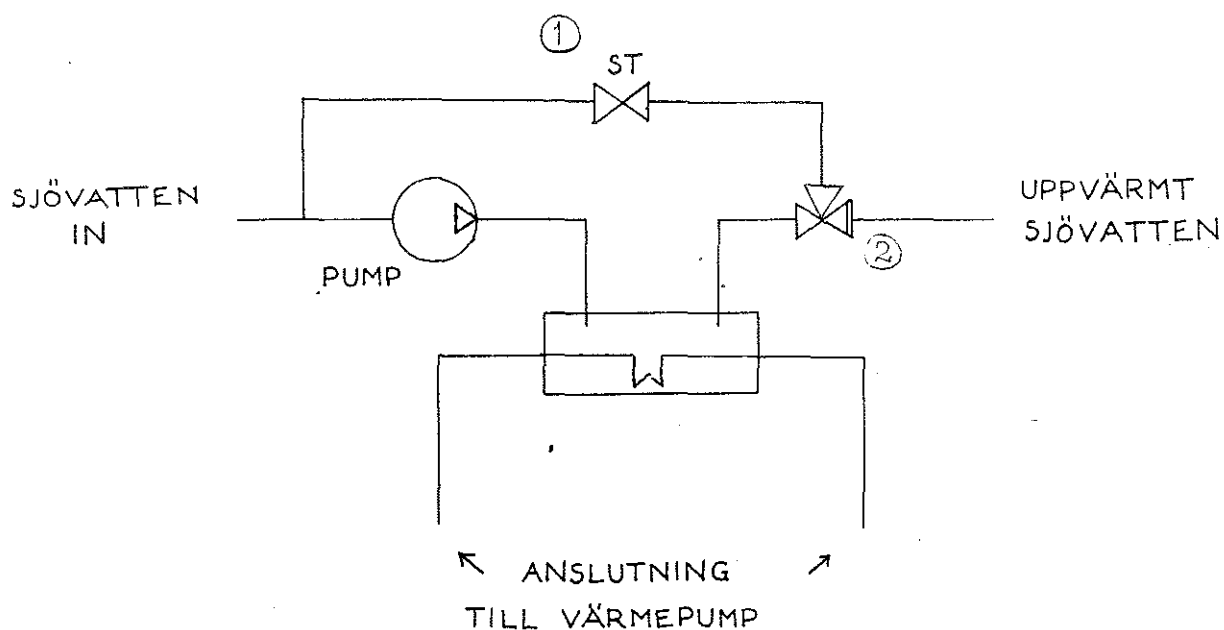 ①
ST
SJÖVATTEN
IN
PUMP
UPPVÄRMT
SJÖVATTEN
②
ANSLUTNING
TILL VÄRMEPUMP